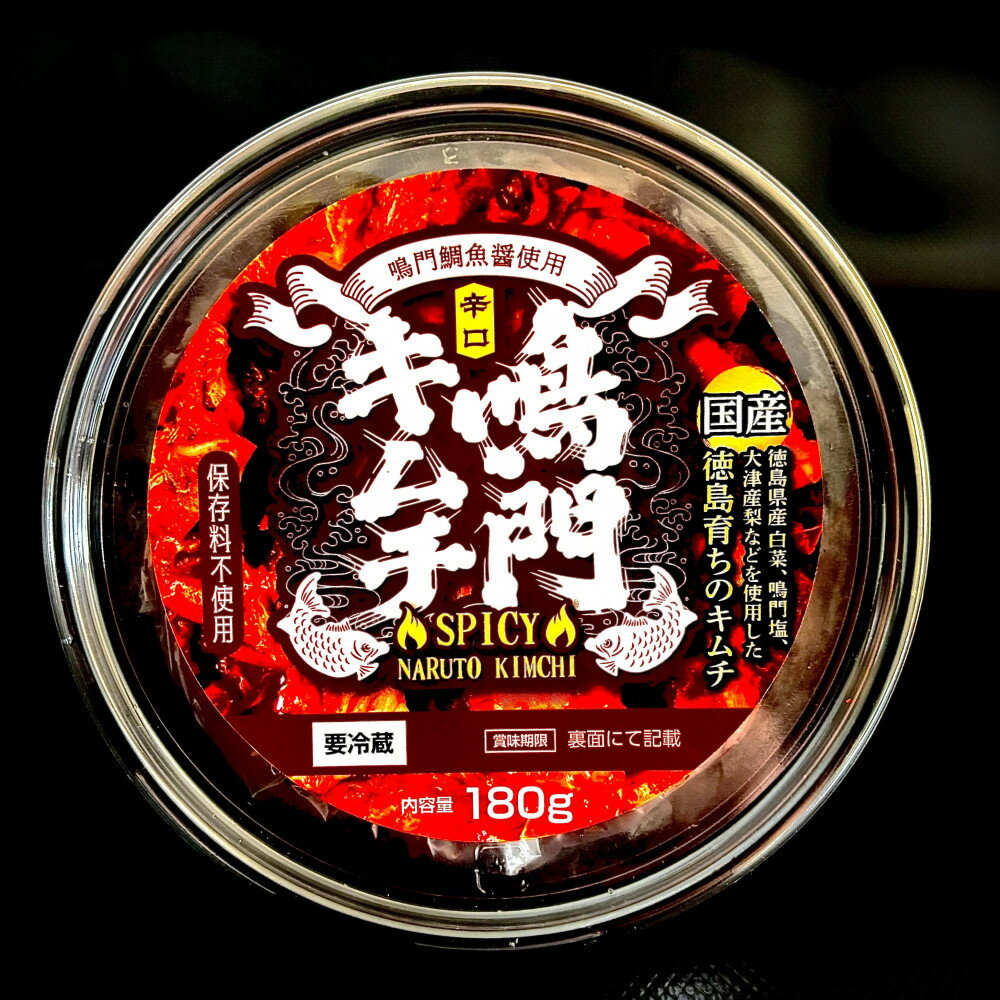 鳴門鯛魚醤使用
辛口
鳴門
キムチ
SPICY
NARUTO KIMCHI
国産
徳島県産白菜、鳴門塩、
大津産梨などを使用した
徳島育ちのキムチ
保存料不使用
要冷蔵
賞味期限 裏面にて記載
内容量 180g